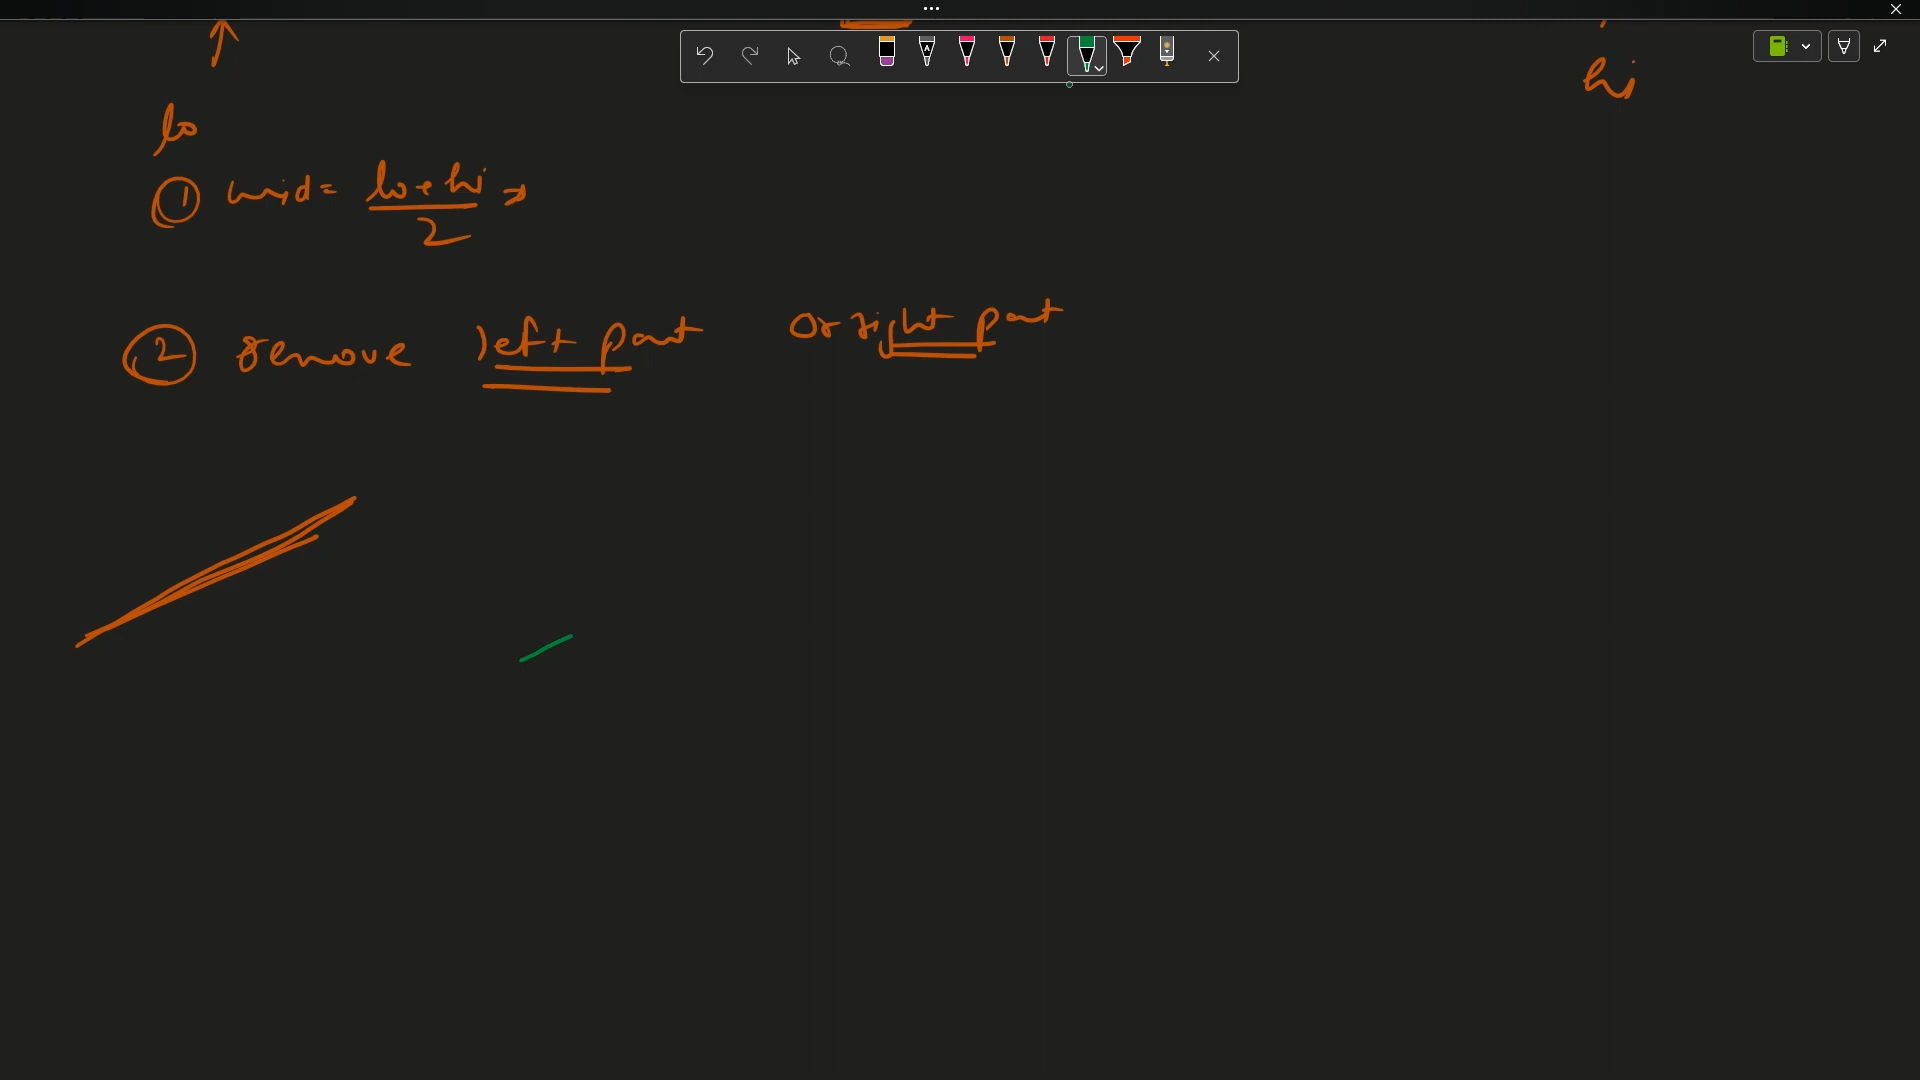 hi
lo
① mid = lo + hi ⇒
2
② remove left part or right part